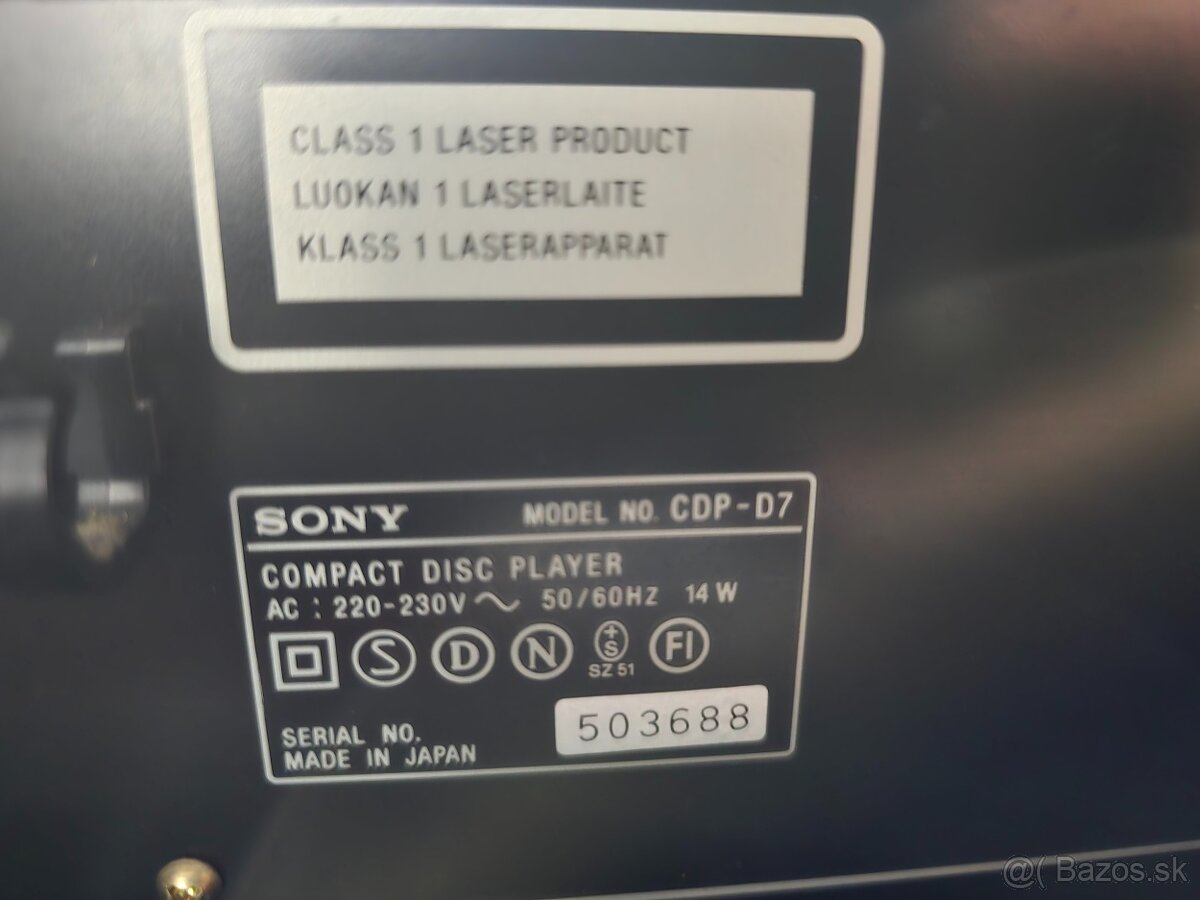 CLASS 1 LASER PRODUCT
LUOKAN 1 LASERLAITE
KLASS 1 LASERAPPARAT
SONY MODEL NO. CDP-D7
COMPACT DISC PLAYER
AC : 220-230V ~ 50/60HZ 14 W
S D N +S FI
SZ 51
SERIAL NO. 503688
MADE IN JAPAN
@( Bazos.sk